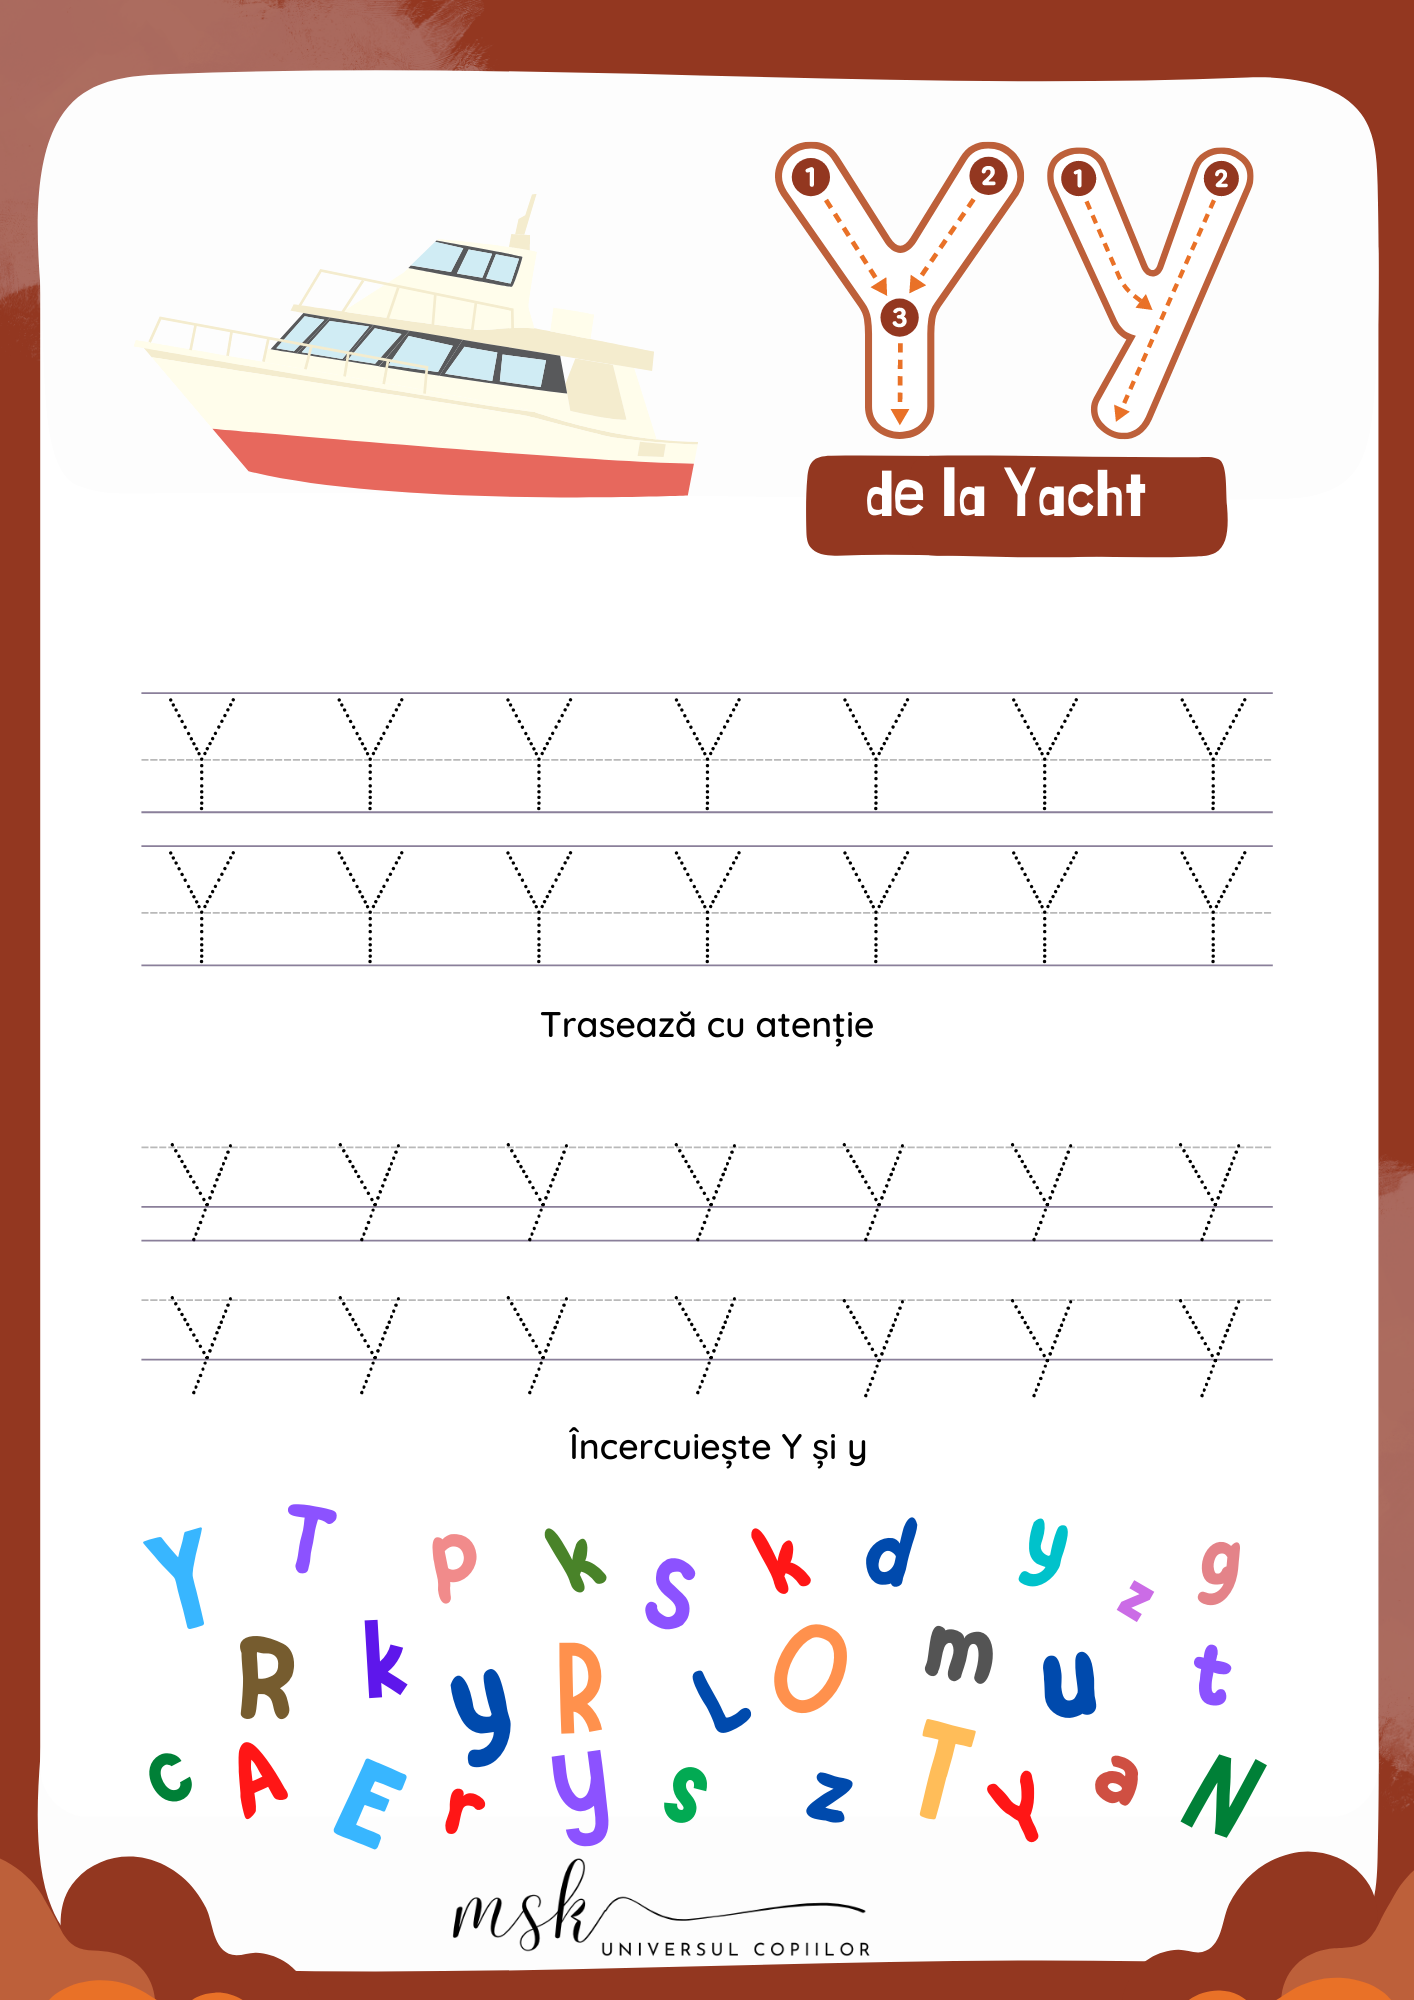 Y y
1 2 1 2
3
de la Yacht
Y Y Y Y Y Y Y
Y Y Y Y Y Y Y
Trasează cu atenție
y y y y y y y
y y y y y y y
Încercuiește Y și y
Y T p k s k d y z g
R k y R L O m u t
c A E r y s z T Y a N
msk
UNIVERSUL COPIILOR